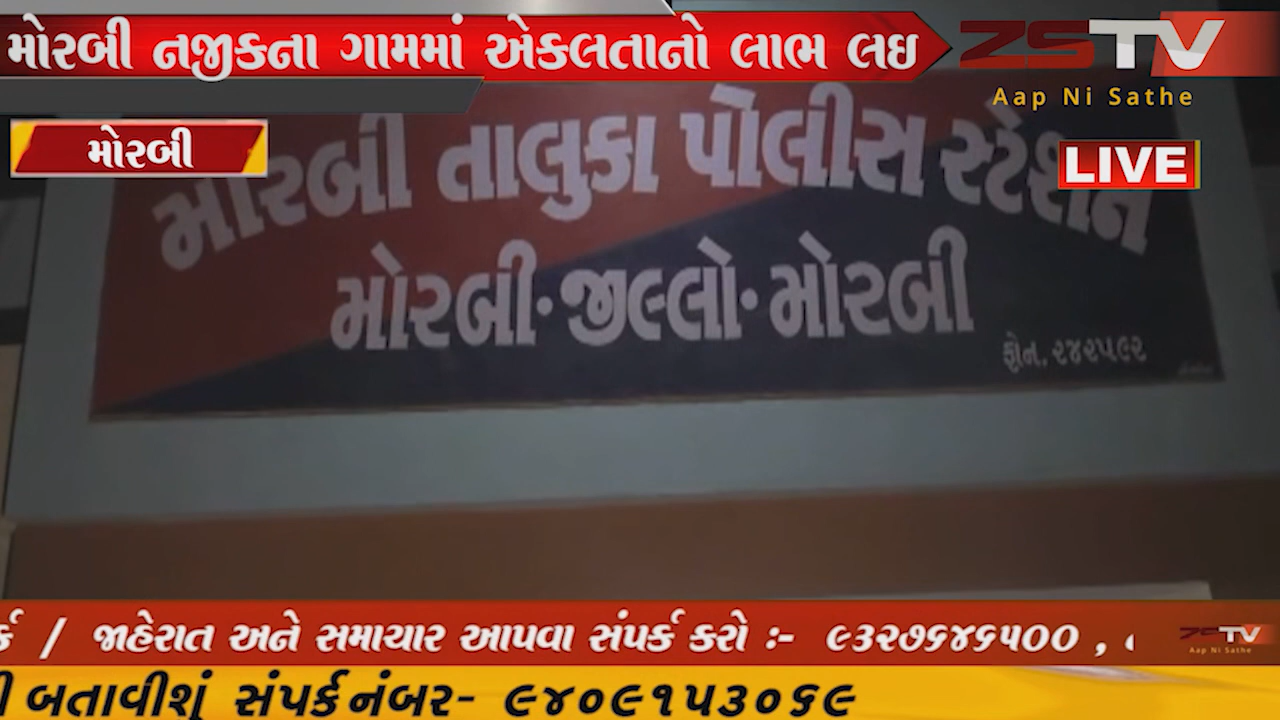 મોરબી નજીકના ગામમાં એકલતાનો લાભ લઇ
ZSTV
Aap Ni Sathe
મોરબી
LIVE
મોરબી તાલુકા પોલીસ સ્ટેશન
મોરબી·જીલ્લો·મોરબી
ફોન. ૨૪૨૫૯૨
/ જાહેરાત અને સમાચાર આપવા સંપર્ક કરો :- ૯૩૨૭૬૪૬૫૦૦ ,
ZSTV
Aap Ni Sathe
બતાવીશું સંપર્ક નંબર- ૯૪૦૯૧૫૩૦૬૯